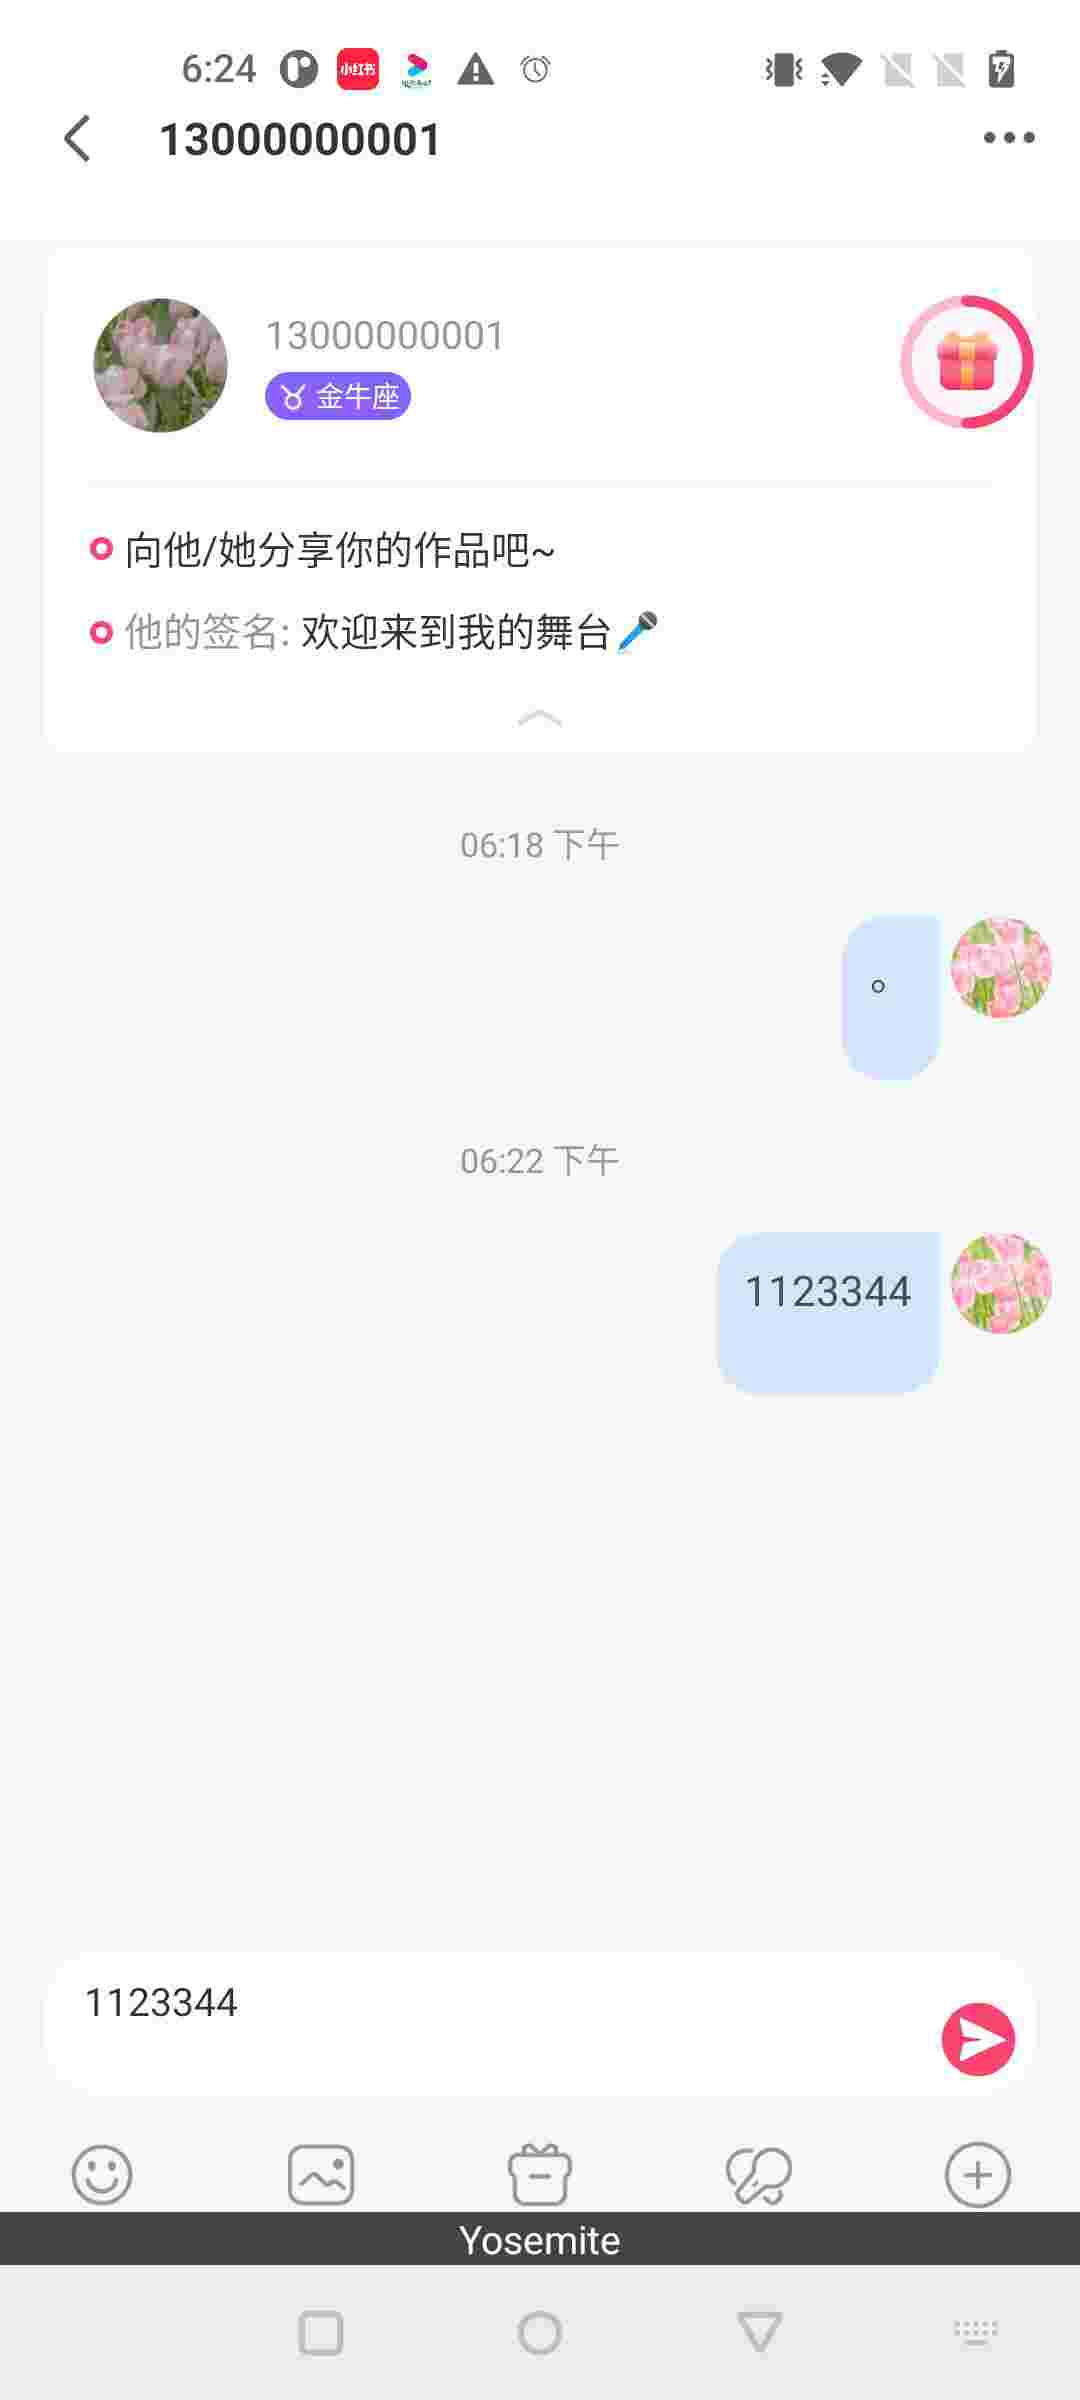 6:24
小红书
13000000001
13000000001
金牛座
向他/她分享你的作品吧~
他的签名: 欢迎来到我的舞台🎤
06:18 下午
。
06:22 下午
1123344
1123344
Yosemite